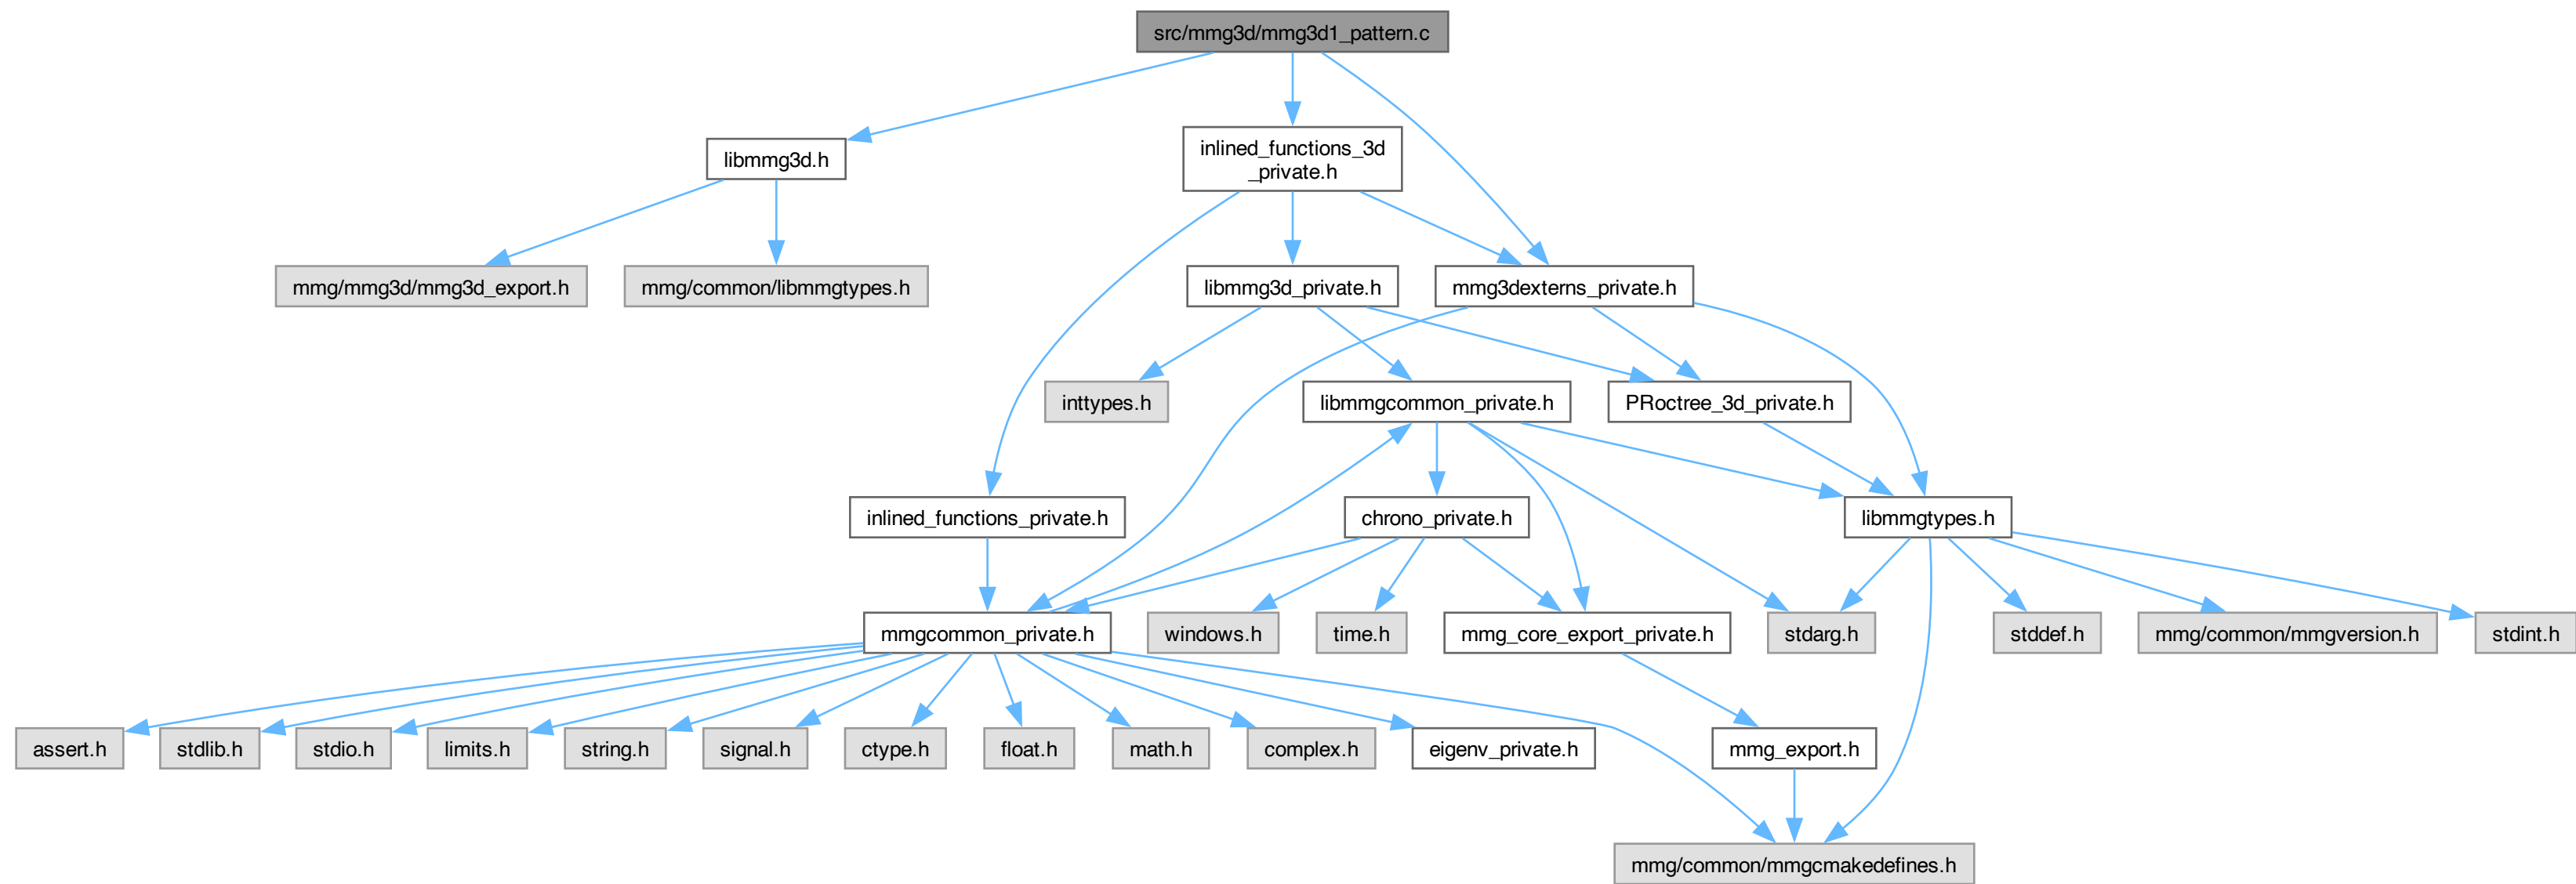 src/mmg3d/mmg3d1_pattern.c
libmmg3d.h
inlined_functions_3d
_private.h
mmg/mmg3d/mmg3d_export.h
mmg/common/libmmgtypes.h
libmmg3d_private.h
mmg3dexterns_private.h
inttypes.h
libmmgcommon_private.h
PRoctree_3d_private.h
inlined_functions_private.h
chrono_private.h
libmmgtypes.h
mmgcommon_private.h
windows.h
time.h
mmg_core_export_private.h
stdarg.h
stddef.h
mmg/common/mmgversion.h
stdint.h
assert.h
stdlib.h
stdio.h
limits.h
string.h
signal.h
ctype.h
float.h
math.h
complex.h
eigenv_private.h
mmg_export.h
mmg/common/mmgcmakedefines.h